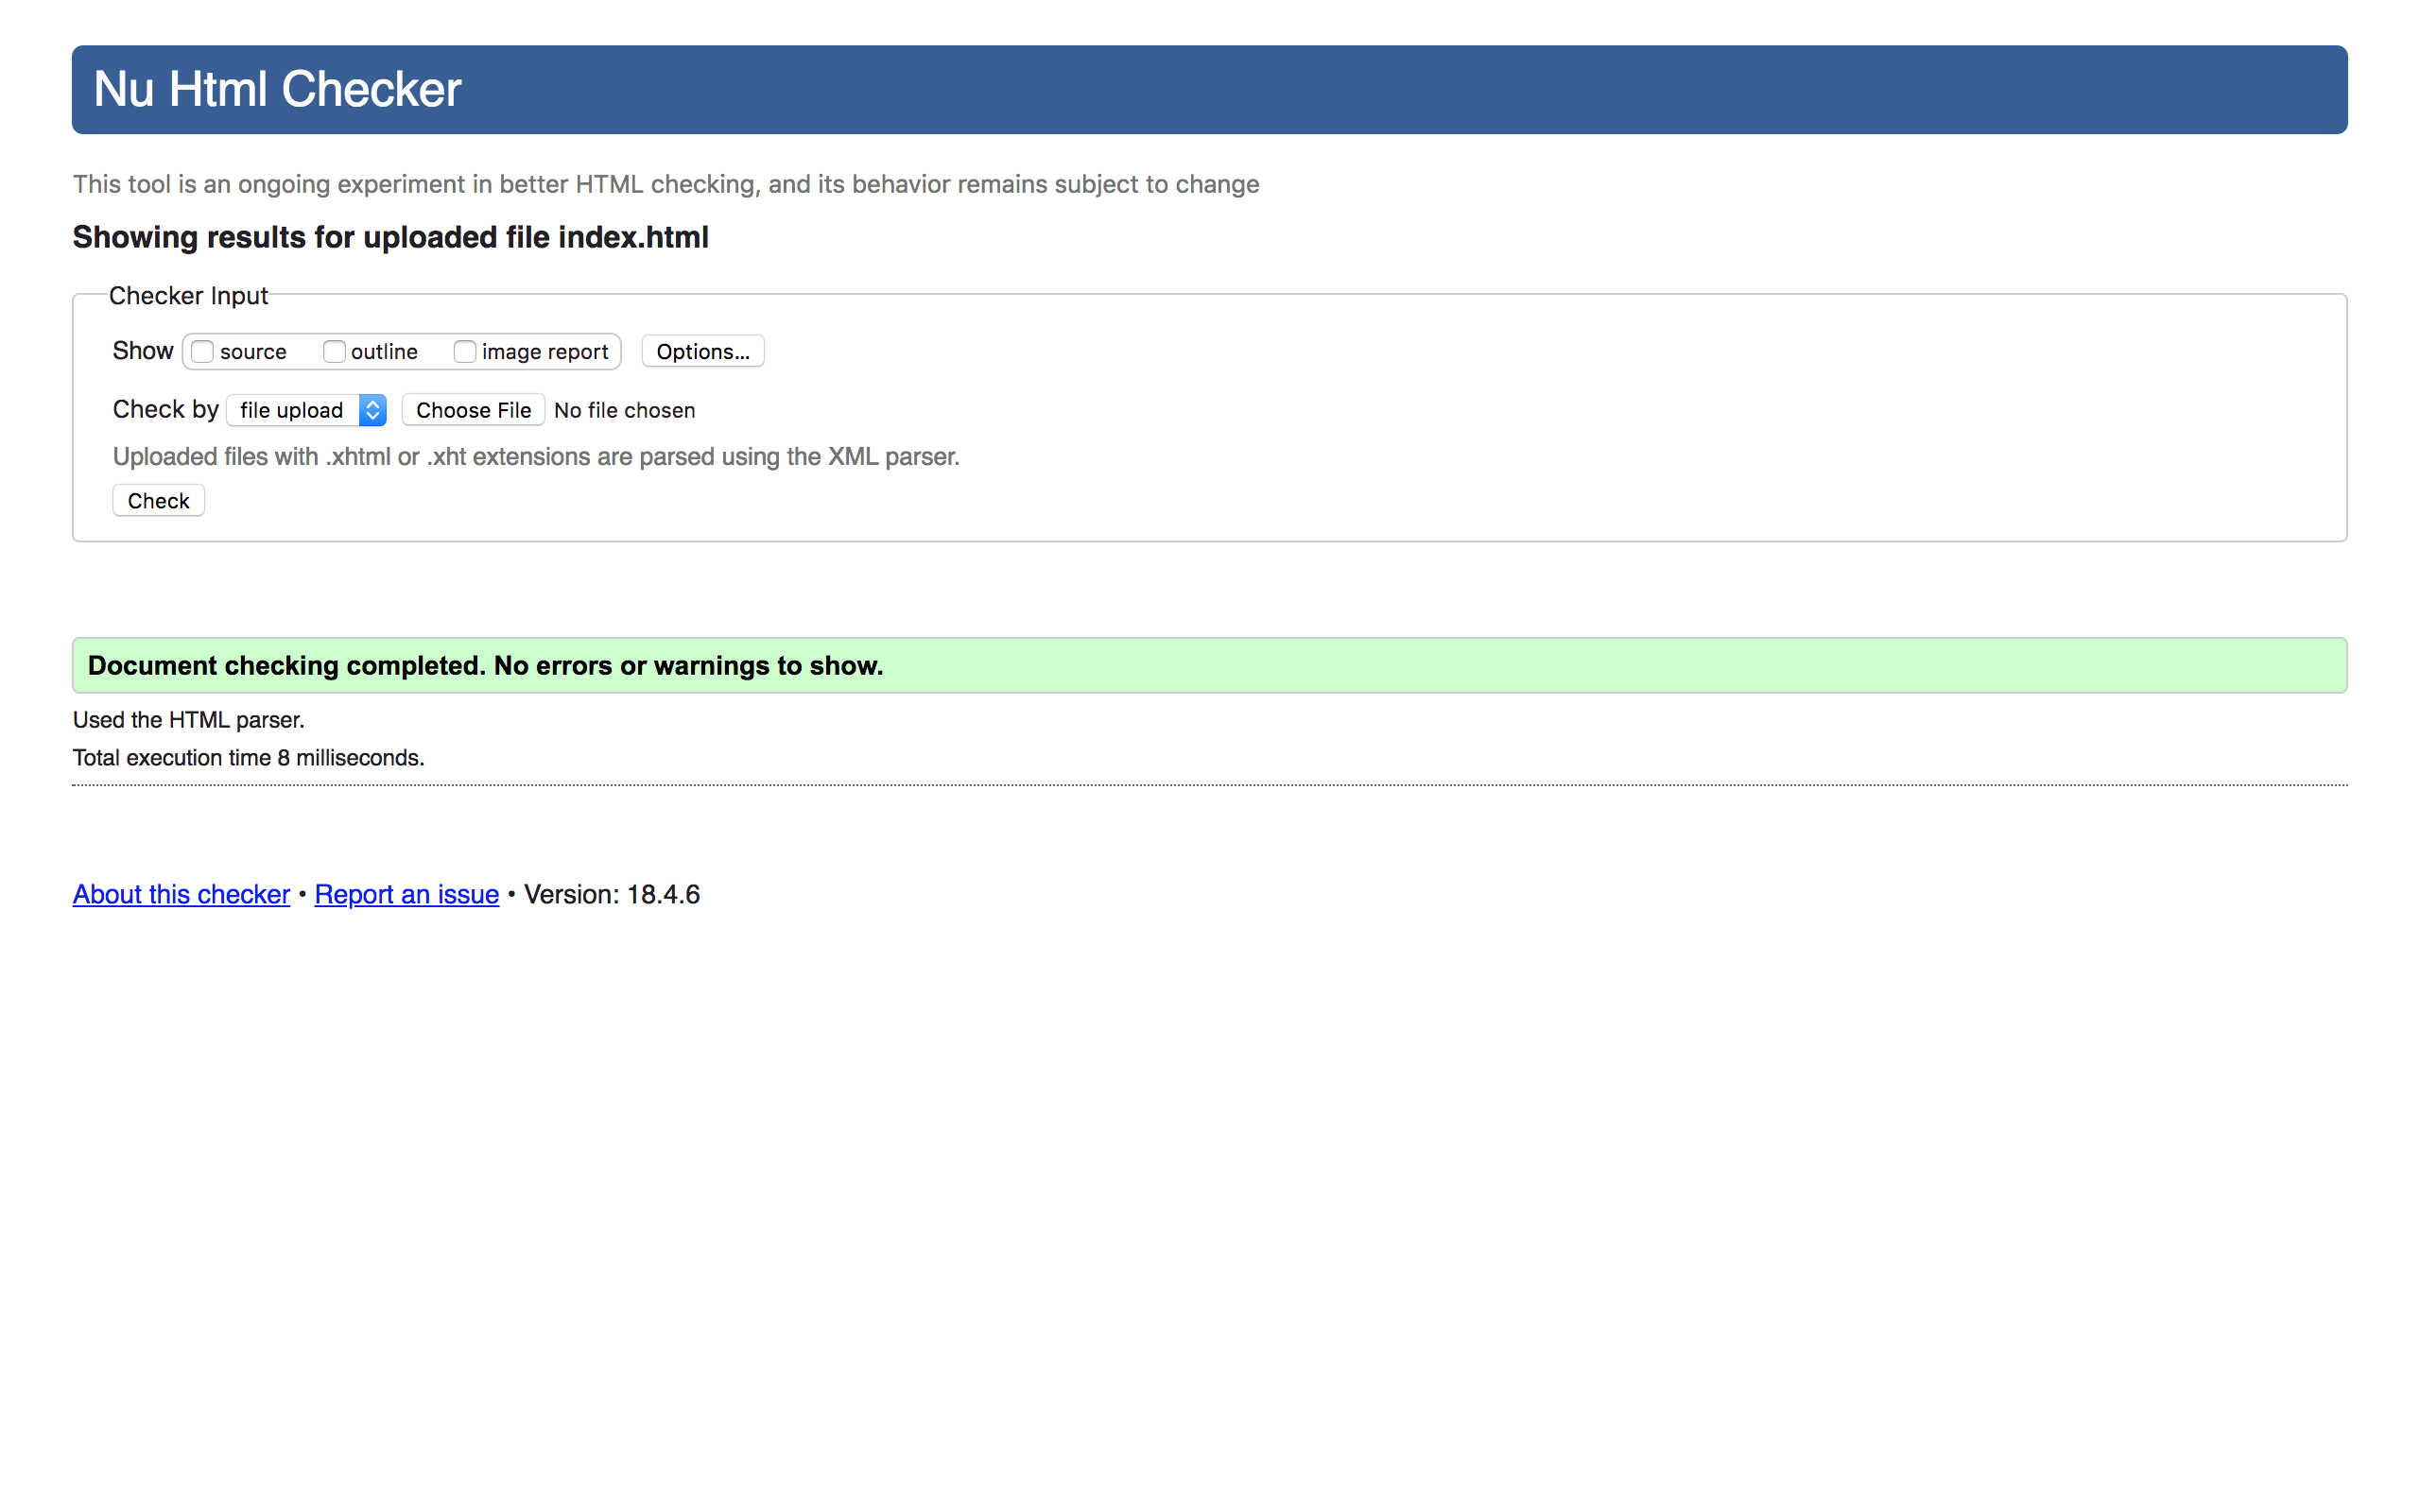 Nu Html Checker
This tool is an ongoing experiment in better HTML checking, and its behavior remains subject to change
Showing results for uploaded file index.html
Checker Input
Show source outline image report Options...
Check by file upload Choose File No file chosen
Uploaded files with .xhtml or .xht extensions are parsed using the XML parser.
Check
Document checking completed. No errors or warnings to show.
Used the HTML parser.
Total execution time 8 milliseconds.
About this checker • Report an issue • Version: 18.4.6